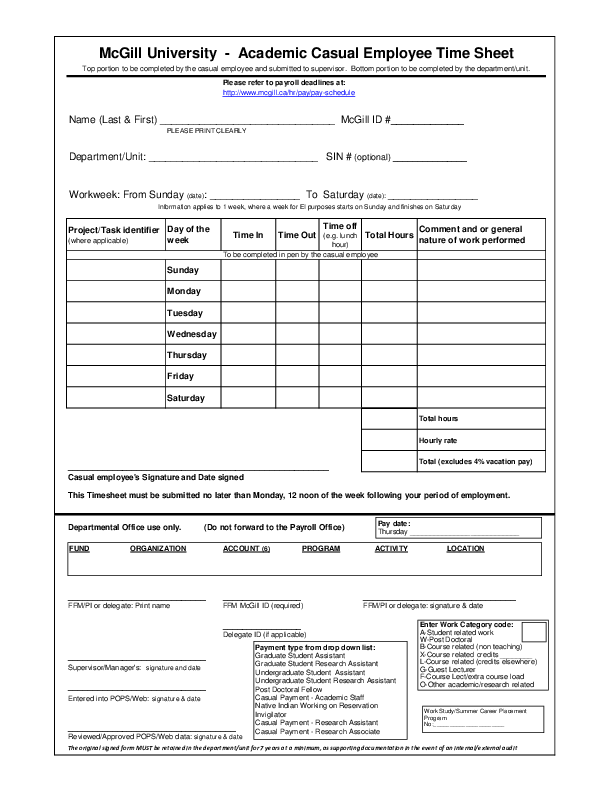 McGill University - Academic Casual Employee Time Sheet
Top portion to be completed by the casual employee and submitted to supervisor. Bottom portion to be completed by the department/unit.
Please refer to payroll deadlines at:
http://www.mcgill.ca/hr/pay/pay-schedule
Name (Last & First) ________________________________ McGill ID #_____________
PLEASE PRINT CLEARLY
Department/Unit: ______________________________ SIN # (optional) _____________
Workweek: From Sunday (date): ________________ To Saturday (date): ________________
Information applies to 1 week, where a week for EI purposes starts on Sunday and finishes on Saturday
Project/Task identifier (where applicable) Day of the week Time In Time Out Time off (e.g. lunch hour) Total Hours Comment and or general nature of work performed
To be completed in pen by the casual employee
Sunday
Monday
Tuesday
Wednesday
Thursday
Friday
Saturday
Total hours
Hourly rate
Total (excludes 4% vacation pay)
Casual employee's Signature and Date signed
This Timesheet must be submitted no later than Monday, 12 noon of the week following your period of employment.
Departmental Office use only. (Do not forward to the Payroll Office)
Pay date:
Thursday ____________________________
FUND ORGANIZATION ACCOUNT (6) PROGRAM ACTIVITY LOCATION
FFM/PI or delegate: Print name FFM McGill ID (required) FFM/PI or delegate: signature & date
Delegate ID (if applicable)
Enter Work Category code:
A-Student related work
W-Post Doctoral
B-Course related (non teaching)
X-Course related credits
L-Course related (credits elsewhere)
G-Guest Lecturer
F-Course Lect/extra course load
O-Other academic/research related
Payment type from drop down list:
Graduate Student Assistant
Graduate Student Research Assistant
Undergraduate Student Assistant
Undergraduate Student Research Assistant
Post Doctoral Fellow
Casual Payment - Academic Staff
Native Indian Working on Reservation
Invigilator
Casual Payment - Research Assistant
Casual Payment - Research Associate
Supervisor/Manager's: signature and date
Entered into POPS/Web: signature & date
Reviewed/Approved POPS/Web data: signature & date
Work Study/Summer Career Placement
Program
No:____________________
The original signed form MUST be retained in the department/unit for 7 years at a minimum, as supporting documentation in the event of an internal/external audit